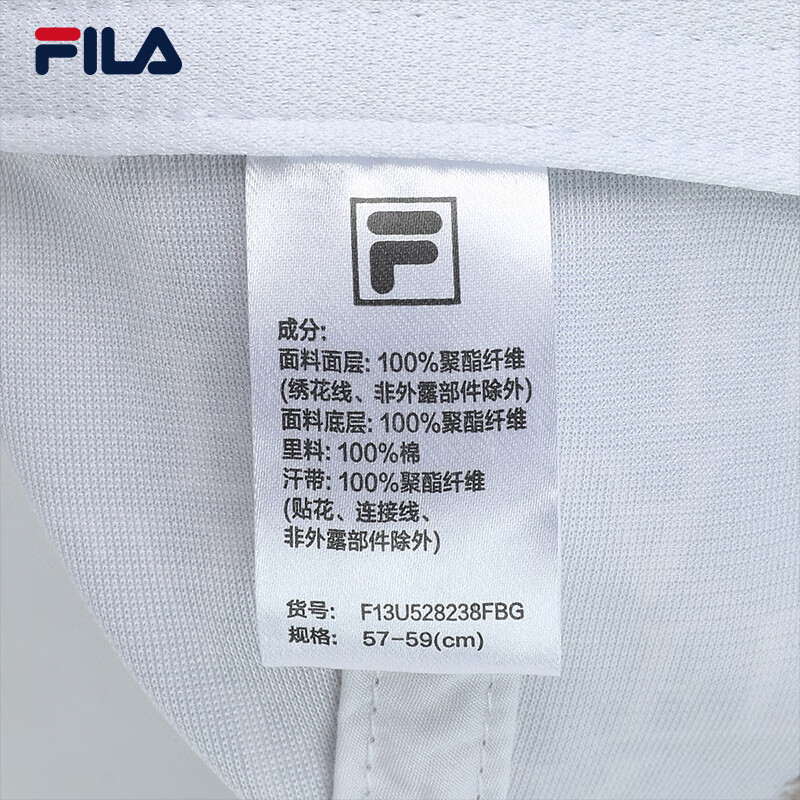 FILA
F
成分:
面料面层: 100%聚酯纤维
(绣花线、非外露部件除外)
面料底层: 100%聚酯纤维
里料: 100%棉
汗带: 100%聚酯纤维
(贴花、连接线、
非外露部件除外)
货号: F13U528238FBG
规格: 57-59(cm)